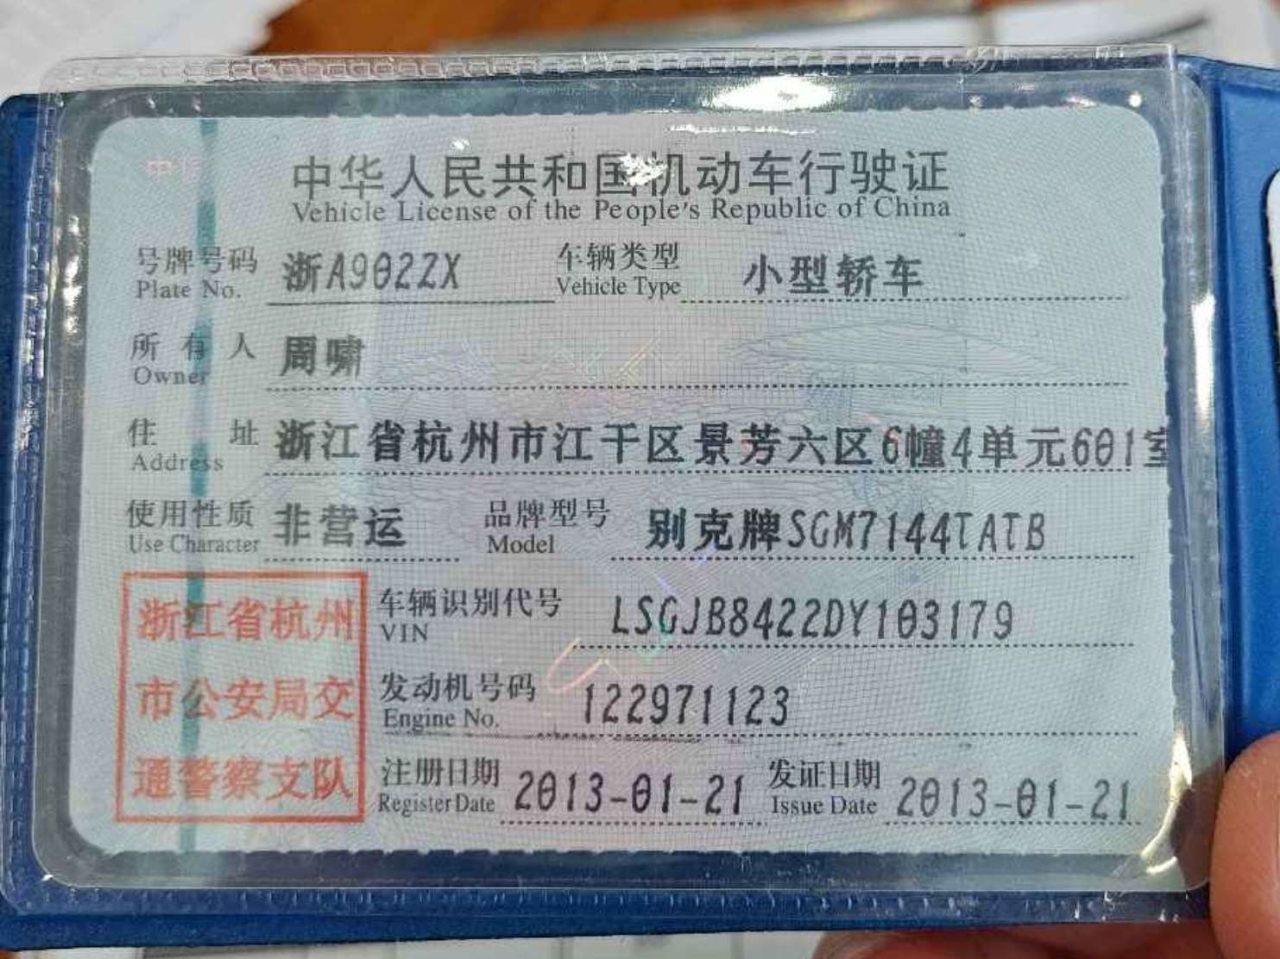 中华人民共和国机动车行驶证
Vehicle License of the People's Republic of China
号牌号码 浙A9022X 车辆类型 小型轿车
Plate No. Vehicle Type
所有人 周啸
Owner
住址 浙江省杭州市江干区景芳六区6幢4单元601室
Address
使用性质 非营运 品牌型号 别克牌SGM7144TATB
Use Character Model
浙江省杭州
市公安局交
通警察支队
车辆识别代号 LSGJB8422DY103179
VIN
发动机号码 122971123
Engine No.
注册日期 2013-01-21 发证日期 2013-01-21
Register Date Issue Date